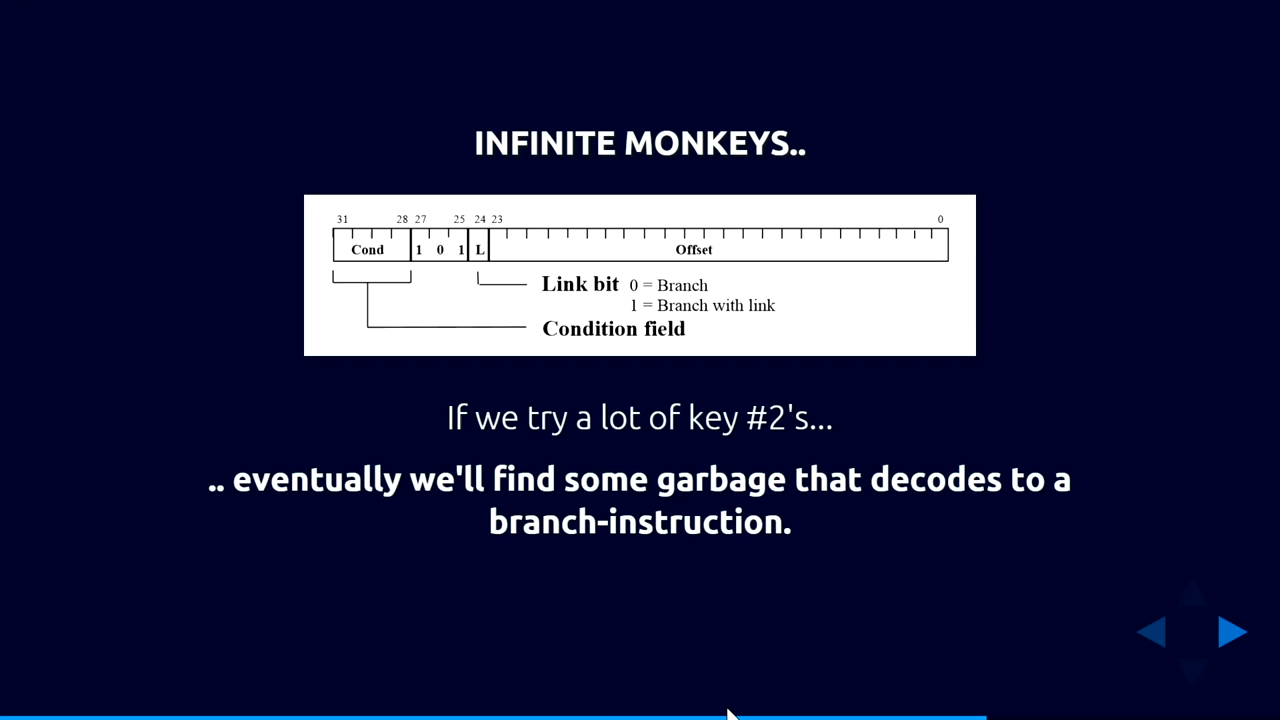 INFINITE MONKEYS..
31 28 27 25 24 23 0
Cond 1 0 1 L Offset
Link bit 0 = Branch
1 = Branch with link
Condition field
If we try a lot of key #2's...
.. eventually we'll find some garbage that decodes to a
branch-instruction.